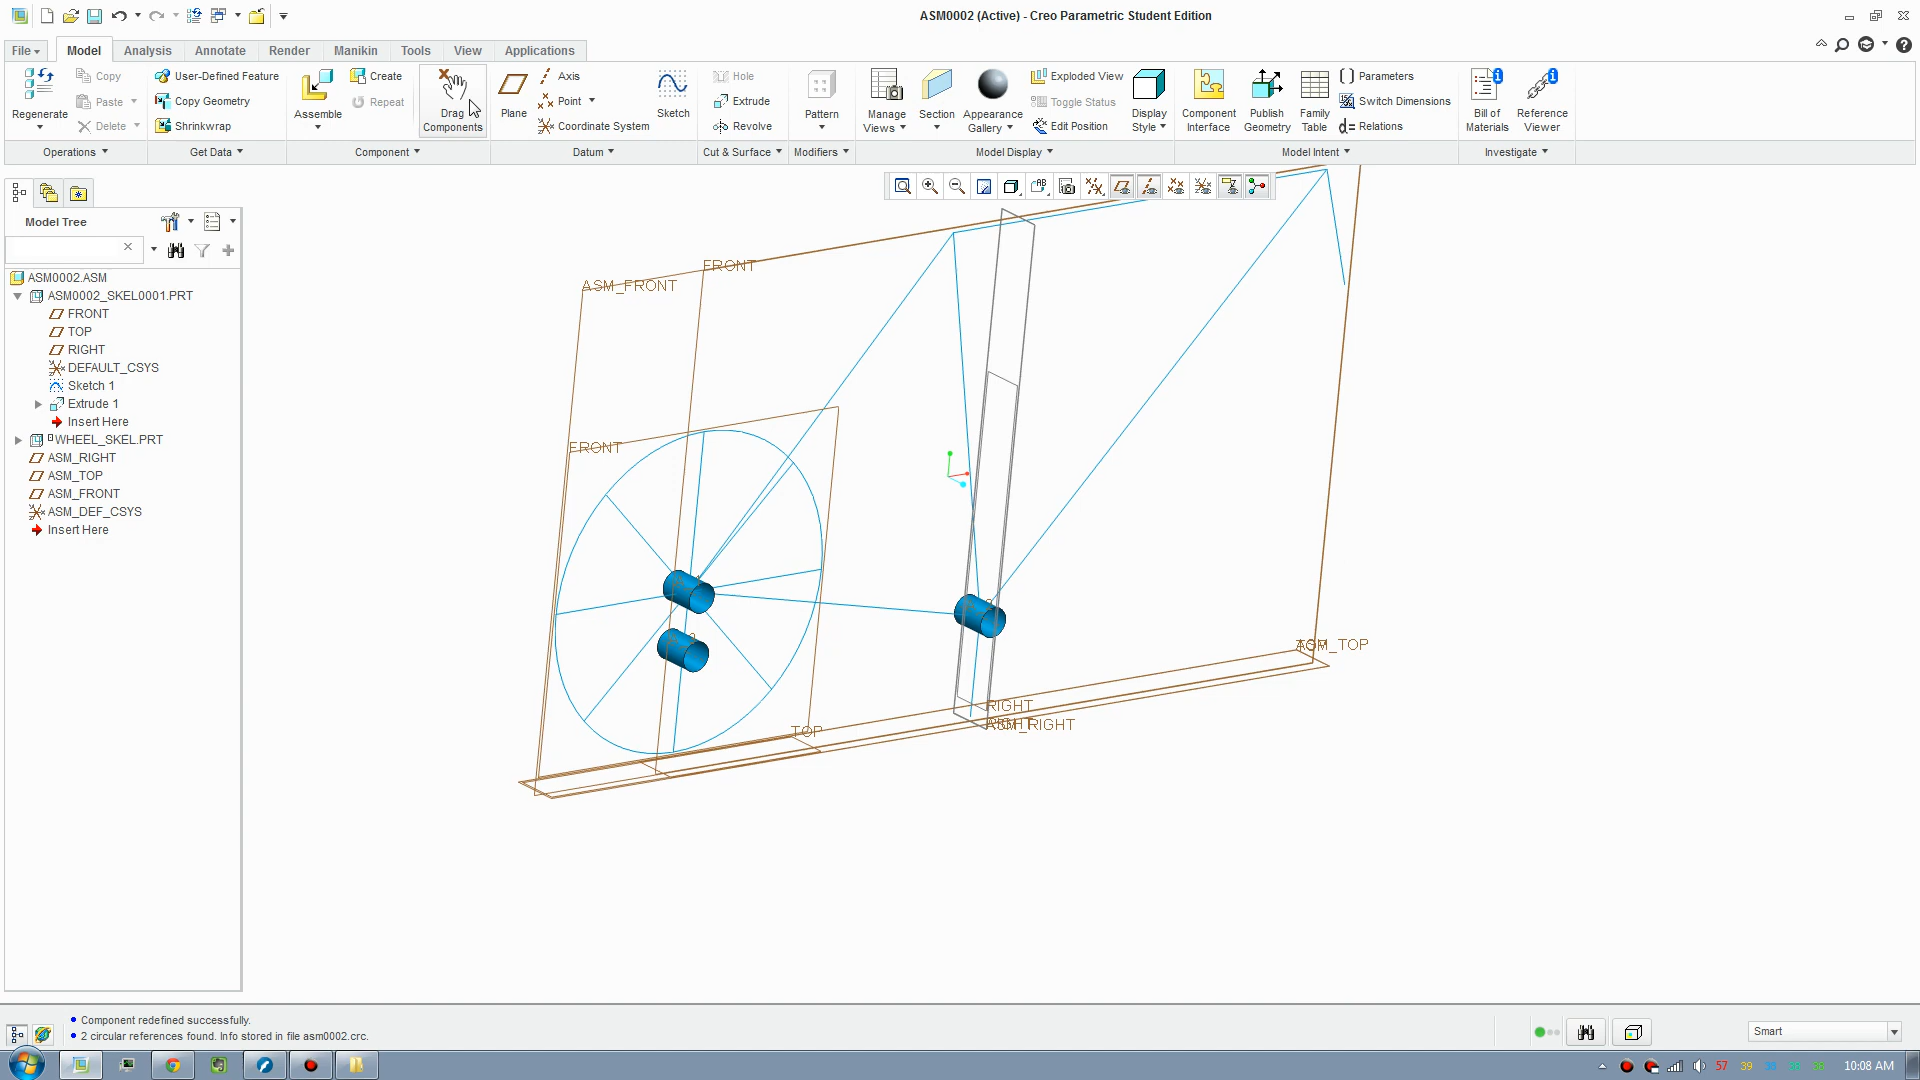 ASM0002 (Active) - Creo Parametric Student Edition
File
Model
Analysis
Annotate
Render
Manikin
Tools
View
Applications
Regenerate
Copy
Paste
Delete
User-Defined Feature
Copy Geometry
Shrinkwrap
Assemble
Create
Repeat
Drag
Components
Plane
Axis
Point
Coordinate System
Sketch
Hole
Extrude
Revolve
Pattern
Manage
Views
Section
Appearance
Gallery
Exploded View
Toggle Status
Edit Position
Display
Style
Component
Interface
Publish
Geometry
Family
Table
Parameters
Switch Dimensions
Relations
Bill of
Materials
Reference
Viewer
Operations
Get Data
Component
Datum
Cut & Surface
Modifiers
Model Display
Model Intent
Investigate
Model Tree
ASM0002.ASM
ASM0002_SKEL0001.PRT
FRONT
TOP
RIGHT
DEFAULT_CSYS
Sketch 1
Extrude 1
Insert Here
WHEEL_SKEL.PRT
ASM_RIGHT
ASM_TOP
ASM_FRONT
ASM_DEF_CSYS
Insert Here
FRONT
ASM_FRONT
FRONT
TOP
ASM_TOP
RIGHT
ASM_RIGHT
Component redefined successfully.
2 circular references found. Info stored in file asm0002.crc.
Smart
57
39
10:08 AM